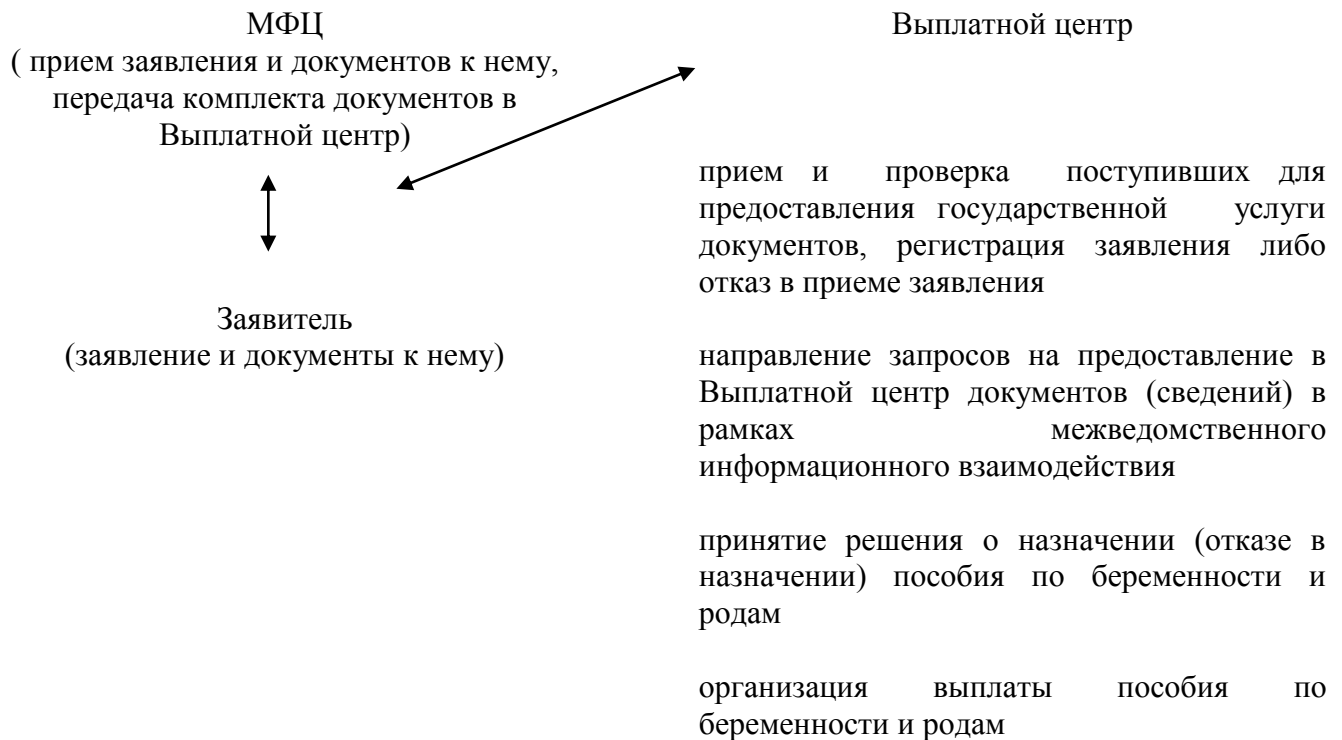 МФЦ
( прием заявления и документов к нему,
передача комплекта документов в
Выплатной центр)
Заявитель
(заявление и документы к нему)
Выплатной центр
прием и проверка поступивших для
предоставления государственной услуги
документов, регистрация заявления либо
отказ в приеме заявления
направление запросов на предоставление в
Выплатной центр документов (сведений) в
рамках межведомственного
информационного взаимодействия
принятие решения о назначении (отказе в
назначении) пособия по беременности и
родам
организация выплаты пособия по
беременности и родам